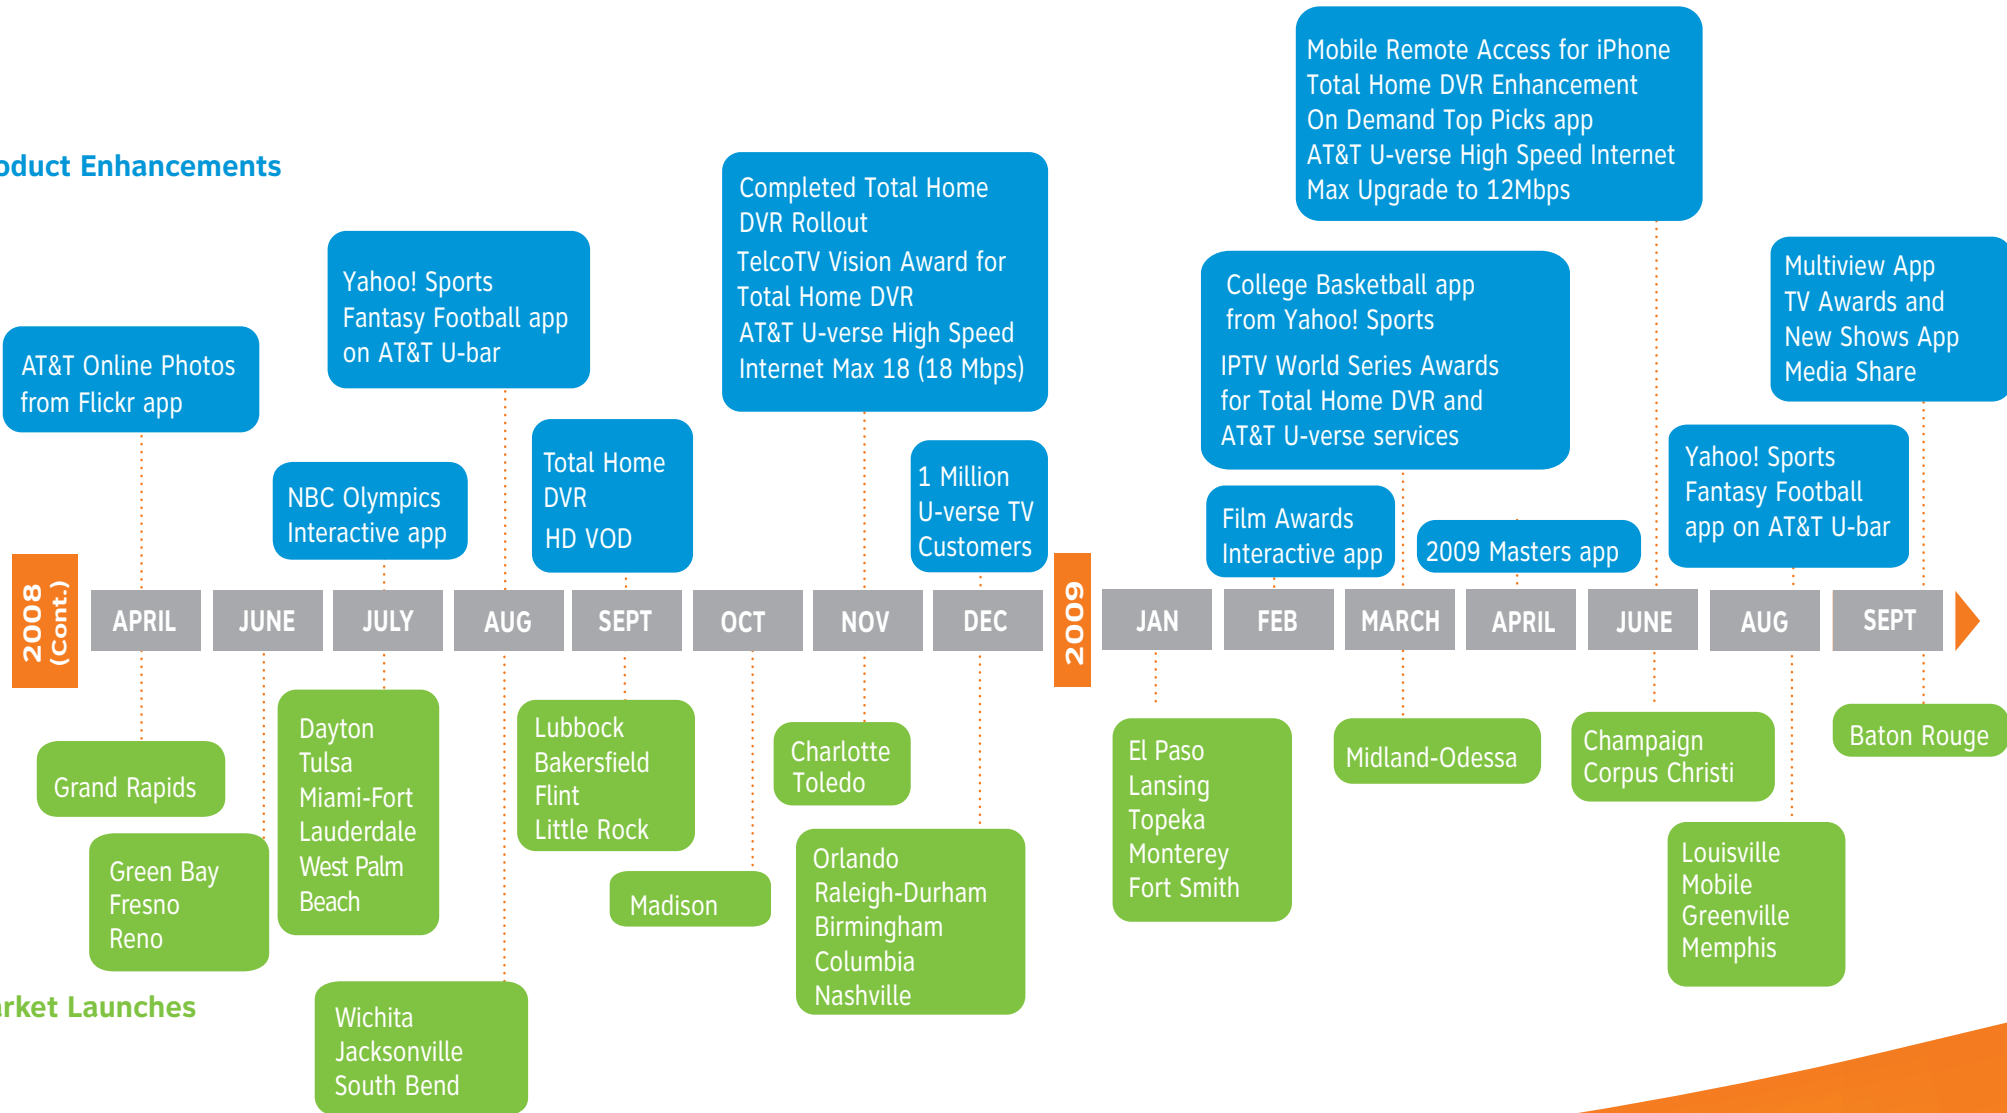 Mobile Remote Access for iPhone
Total Home DVR Enhancement
On Demand Top Picks app
AT&T U-verse High Speed Internet
Max Upgrade to 12Mbps
oduct Enhancements
Completed Total Home
DVR Rollout
TelcoTV Vision Award for
Total Home DVR
AT&T U-verse High Speed
Internet Max 18 (18 Mbps)
Yahoo! Sports
Fantasy Football app
on AT&T U-bar
College Basketball app
from Yahoo! Sports
IPTV World Series Awards
for Total Home DVR and
AT&T U-verse services
Multiview App
TV Awards and
New Shows App
Media Share
AT&T Online Photos
from Flickr app
NBC Olympics
Interactive app
Total Home
DVR
HD VOD
1 Million
U-verse TV
Customers
Film Awards
Interactive app
2009 Masters app
Yahoo! Sports
Fantasy Football
app on AT&T U-bar
2008
(Cont.)
APRIL
JUNE
JULY
AUG
SEPT
OCT
NOV
DEC
2009
JAN
FEB
MARCH
APRIL
JUNE
AUG
SEPT
Grand Rapids
Green Bay
Fresno
Reno
Dayton
Tulsa
Miami-Fort
Lauderdale
West Palm
Beach
Wichita
Jacksonville
South Bend
Lubbock
Bakersfield
Flint
Little Rock
Madison
Charlotte
Toledo
Orlando
Raleigh-Durham
Birmingham
Columbia
Nashville
El Paso
Lansing
Topeka
Monterey
Fort Smith
Midland-Odessa
Champaign
Corpus Christi
Louisville
Mobile
Greenville
Memphis
Baton Rouge
arket Launches